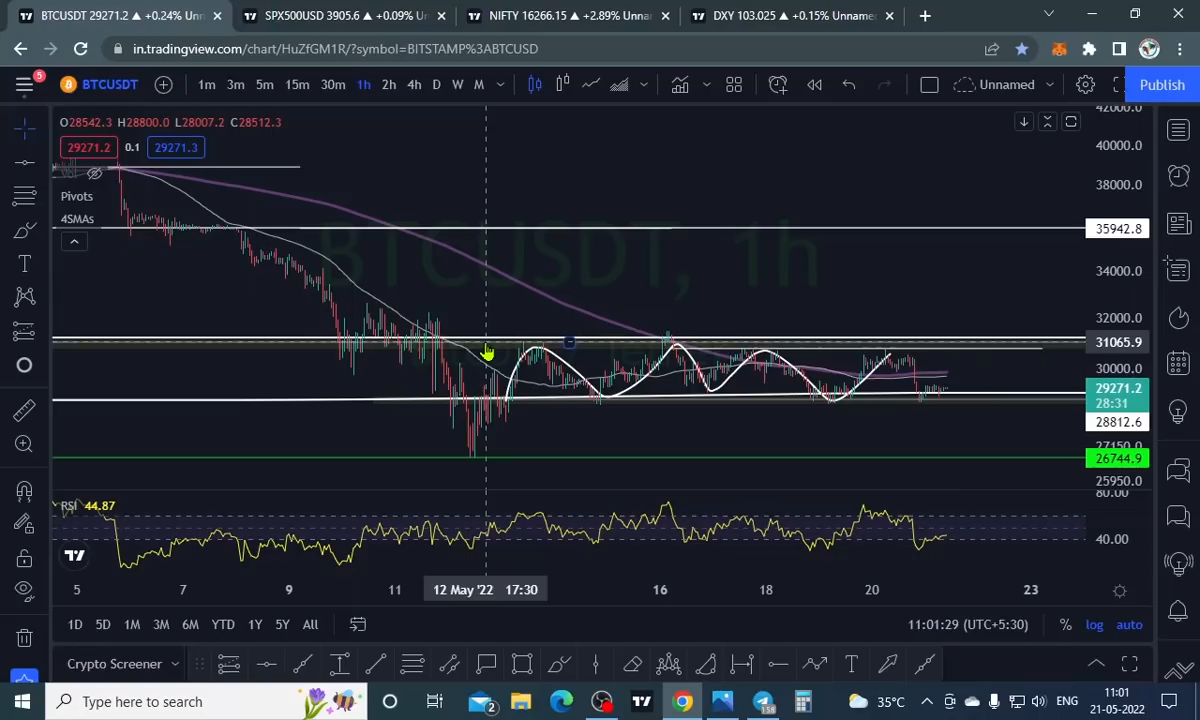 BTCUSDT 29271.2 ▲ +0.24% Unn
SPX500USD 3905.6 ▲ +0.09% Un
NIFTY 16266.15 ▲ +2.89% Unna
DXY 103.025 ▲ +0.15% Unname
in.tradingview.com/chart/HuZfGM1R/?symbol=BITSTAMP%3ABTCUSD
5
BTCUSDT 1m 3m 5m 15m 30m 1h 2h 4h D W M Unnamed Publish
O28542.3 H28800.0 L28007.2 C28512.3
29271.2 0.1 29271.3
Pivots
4SMAs
BTCUSDT, 1h
42000.0
40000.0
38000.0
35942.8
34000.0
32000.0
31065.9
30000.0
29271.2
28:31
28812.6
27150.0
26744.9
25950.0
RSI 44.87
80.00
40.00
5 7 9 11 12 May '22 17:30 16 18 20 23
1D 5D 1M 3M 6M YTD 1Y 5Y All 11:01:29 (UTC+5:30) % log auto
Crypto Screener
Type here to search
2
158
35°C
ENG
11:01
21-05-2022